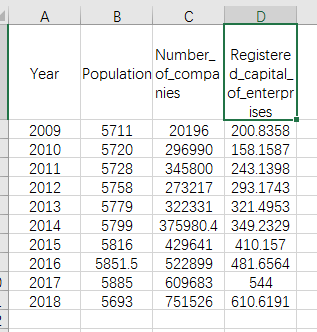 A B C D
Year Population Number_of_companies Registered_capital_of_enterprises
2009 5711 20196 200.8358
2010 5720 296990 158.1587
2011 5728 345800 243.1398
2012 5758 273217 293.1743
2013 5779 322331 321.4953
2014 5799 375980.4 349.2329
2015 5816 429641 410.157
2016 5851.5 522899 481.6564
2017 5885 609683 544
2018 5693 751526 610.6191